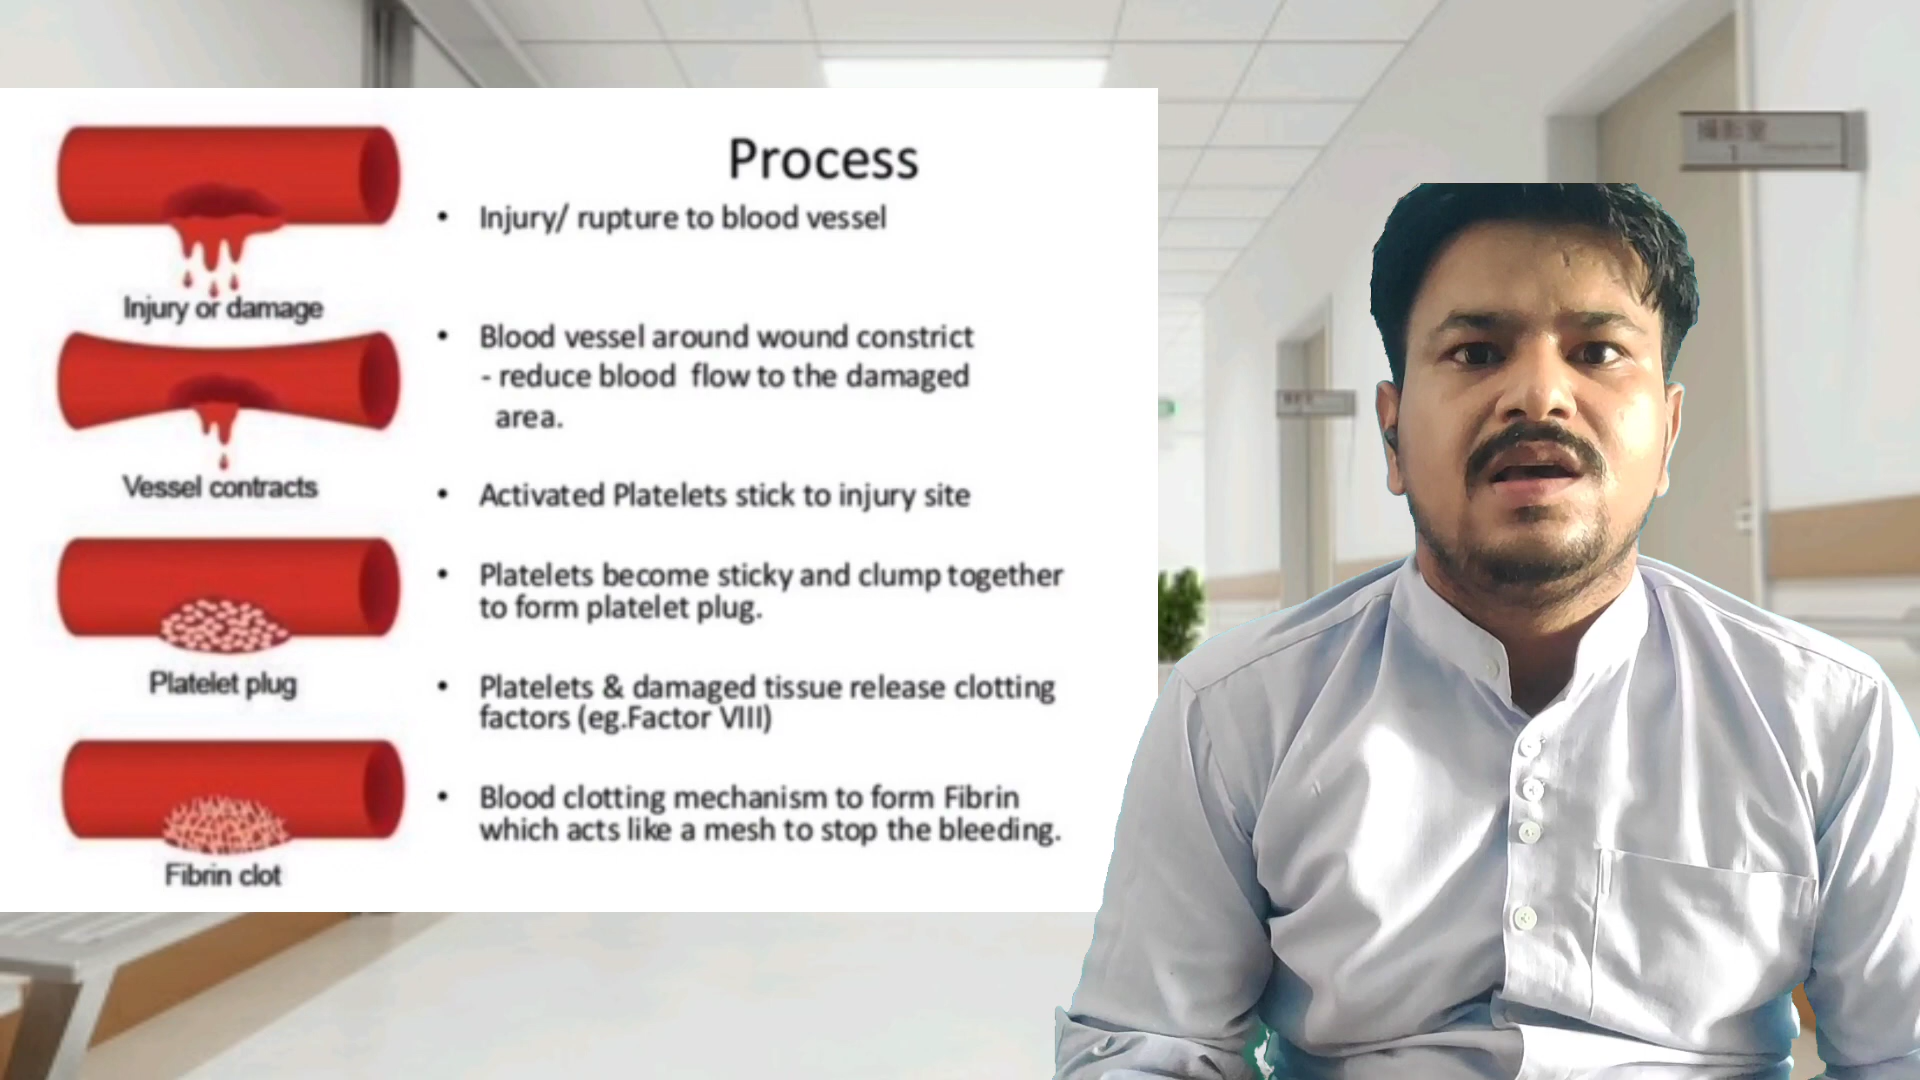 Process
Injury or damage
Vessel contracts
Platelet plug
Fibrin clot
• Injury/ rupture to blood vessel
• Blood vessel around wound constrict
- reduce blood flow to the damaged
area.
• Activated Platelets stick to injury site
• Platelets become sticky and clump together
to form platelet plug.
• Platelets & damaged tissue release clotting
factors (eg.Factor VIII)
• Blood clotting mechanism to form Fibrin
which acts like a mesh to stop the bleeding.
1